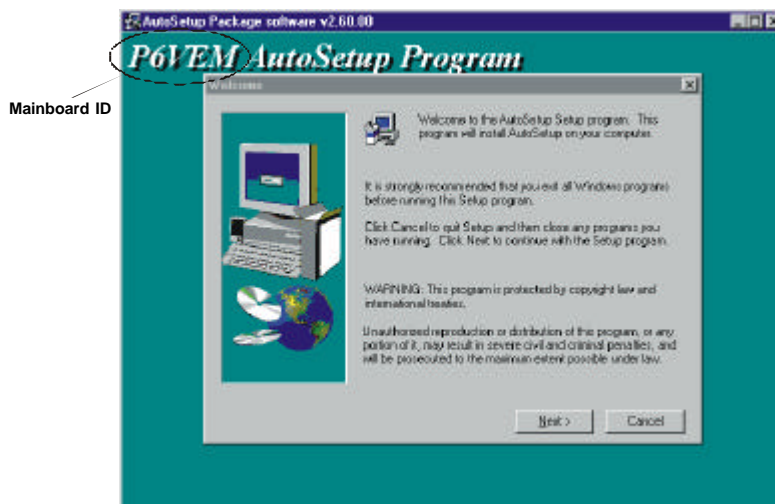 AutoSetup Package software v2.60.00
P6VEM AutoSetup Program
Mainboard ID
Welcome
Welcome to the AutoSetup Setup program. This
program will install AutoSetup on your computer.
It is strongly recommended that you exit all Windows programs
before running this Setup program.
Click Cancel to quit Setup and then close any programs you
have running. Click Next to continue with the Setup program.
WARNING: This program is protected by copyright law and
international treaties.
Unauthorized reproduction or distribution of this program, or any
portion of it, may result in severe civil and criminal penalties, and
will be prosecuted to the maximum extent possible under law.
Next >
Cancel